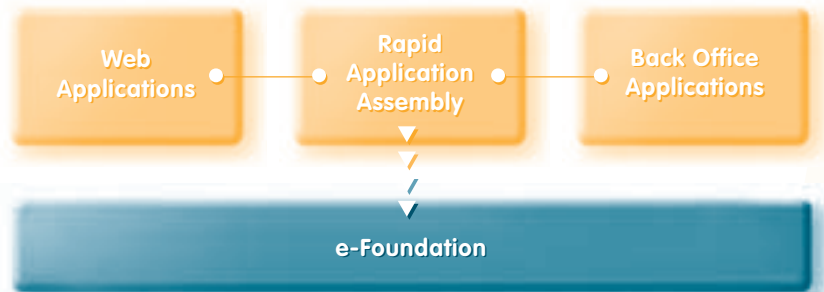 Web
Applications
Rapid
Application
Assembly
Back Office
Applications
e-Foundation